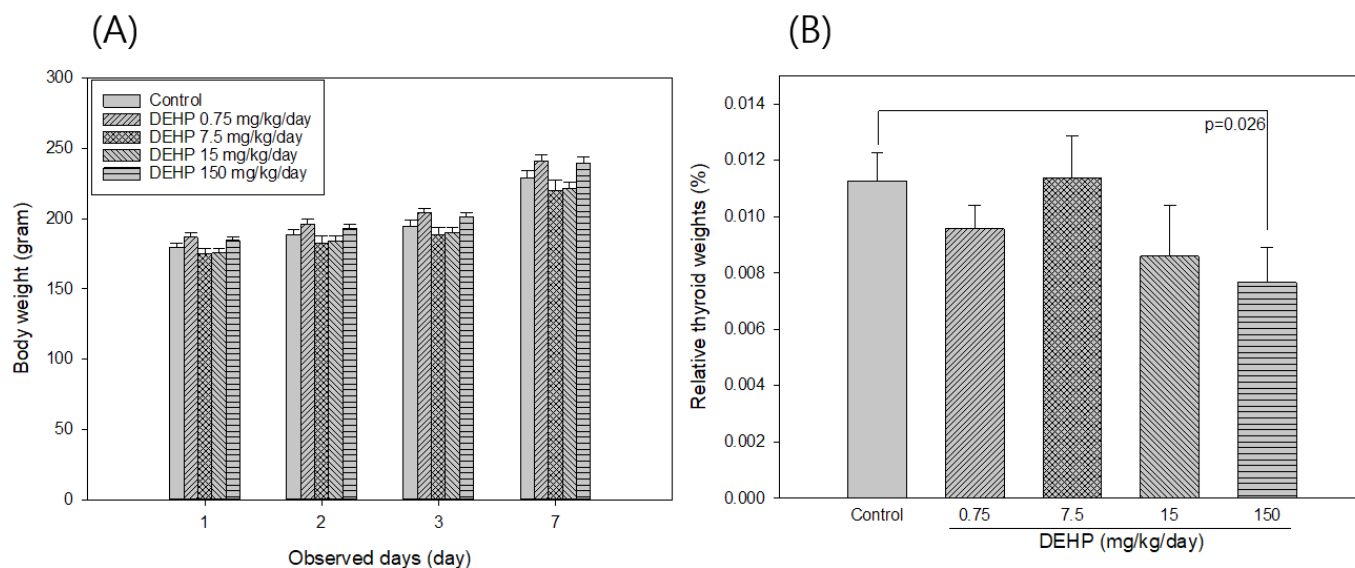 (A)
300
250
200
150
100
50
0
Body weight (gram)
Control
DEHP 0.75 mg/kg/day
DEHP 7.5 mg/kg/day
DEHP 15 mg/kg/day
DEHP 150 mg/kg/day
1 2 3 7
Observed days (day)
(B)
0.014
0.012
0.010
0.008
0.006
0.004
0.002
0.000
Relative thyroid weights (%)
p=0.026
Control 0.75 7.5 15 150
DEHP (mg/kg/day)